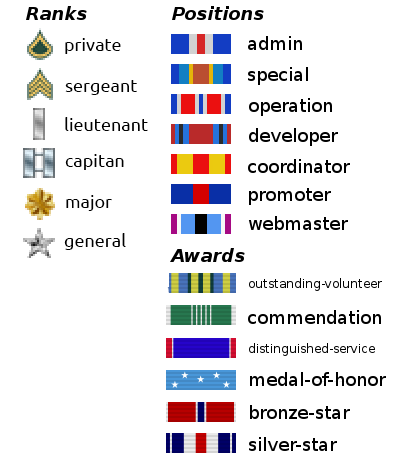 Ranks
private
sergeant
lieutenant
capitan
major
general
Positions
admin
special
operation
developer
coordinator
promoter
webmaster
Awards
outstanding-volunteer
commendation
distinguished-service
medal-of-honor
bronze-star
silver-star